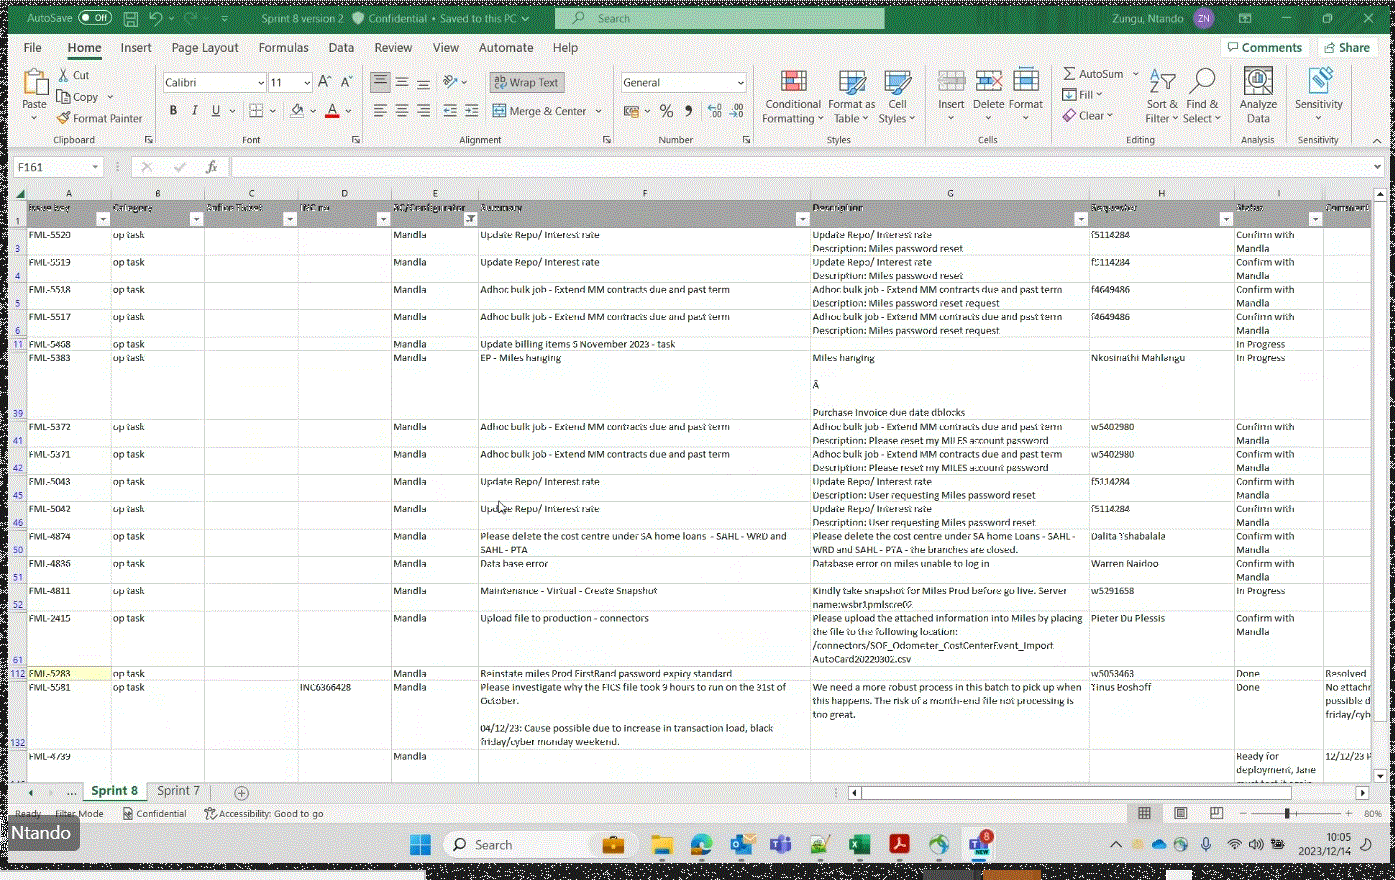 AutoSave Off Sprint 8 version 2 Confidential • Saved to this PC Search Zungu, Ntando ZN
File Home Insert Page Layout Formulas Data Review View Automate Help Comments Share
Paste Cut Copy Format Painter Clipboard
Calibri 11 B I U Font
Wrap Text Merge & Center Alignment
General Number
Conditional Formatting Format as Table Cell Styles Styles
Insert Delete Format Cells
AutoSum Fill Clear Sort & Filter Find & Select Editing
Analyze Data Analysis
Sensitivity Sensitivity
F161 fx
A B C D E F G H I
1 Category Summary Description Status Comment
3 FML-5520 op task Mandla Update Repo/ Interest rate Update Repo/ Interest rate f5114284 Confirm with
Description: Miles password reset Mandla
4 FML-5519 op task Mandla Update Repo/ Interest rate Update Repo/ Interest rate f5114284 Confirm with
Description: Miles password reset Mandla
5 FML-5518 op task Mandla Adhoc bulk job - Extend MM contracts due and past term Adhoc bulk job - Extend MM contracts due and past term f4649486 Confirm with
Description: Miles password reset request Mandla
6 FML-5517 op task Mandla Adhoc bulk job - Extend MM contracts due and past term Adhoc bulk job - Extend MM contracts due and past term f4649486 Confirm with
Description: Miles password reset request Mandla
11 FML-5468 op task Mandla Update billing items 5 November 2023 - task In Progress
39 FML-5383 op task Mandla EP - Miles hanging Miles hanging Nkosinathi Mahlangu In Progress
Â
Purchase Invoice due date dblocks
41 FML-5372 op task Mandla Adhoc bulk job - Extend MM contracts due and past term Adhoc bulk job - Extend MM contracts due and past term w5402980 Confirm with
Description: Please reset my MILES account password Mandla
42 FML-5371 op task Mandla Adhoc bulk job - Extend MM contracts due and past term Adhoc bulk job - Extend MM contracts due and past term w5402980 Confirm with
Description: Please reset my MILES account password Mandla
45 FML-5043 op task Mandla Update Repo/ Interest rate Update Repo/ Interest rate f5114284 Confirm with
Description: User requesting Miles password reset Mandla
46 FML-5042 op task Mandla Update Repo/ Interest rate Update Repo/ Interest rate f5114284 Confirm with
Description: User requesting Miles password reset Mandla
50 FML-4874 op task Mandla Please delete the cost centre under SA home loans - SAHL - WRD and Please delete the cost centre under SA home Loans - SAHL - Dalita Tshabalala Confirm with
SAHL - PTA WRD and SAHL - PTA - the branches are closed. Mandla
51 FML-4836 op task Mandla Data base error Database error on miles unable to log in Warren Naidoo Confirm with
Mandla
52 FML-4811 op task Mandla Maintenance - Virtual - Create Snapshot Kindly take snapshot for Miles Prod before go live. Server w5291658 In Progress
name:wsbr1pmlscre02
61 FML-2415 op task Mandla Upload file to production - connectors Please upload the attached information into Miles by placing Pieter Du Plessis Confirm with
the file to the following location: Mandla
/connectors/SOF_Odometer_CostCenterEvent_Import
AutoCard20220302.csv
112 FML-5283 op task Mandla Reinstate miles Prod FirstRand password expiry standard w5053463 Done Resolved
132 FML-5581 op task INC6366428 Mandla Please investigate why the FICS file took 9 hours to run on the 31st of We need a more robust process in this batch to pick up when Tinus Boshoff Done No attachm
October. this happens. The risk of a month-end file not processing is possible d
too great. friday/cyb
04/12/23: Cause possible due to increase in transaction load, black
friday/cyber monday weekend.
FML-4739 Mandla Ready for 12/12/23
deployment, Jane
... Sprint 8 Sprint 7
Ready Filter Mode Confidential Accessibility: Good to go 80%
Ntando
Search 8 NEW 10:05
2023/12/14